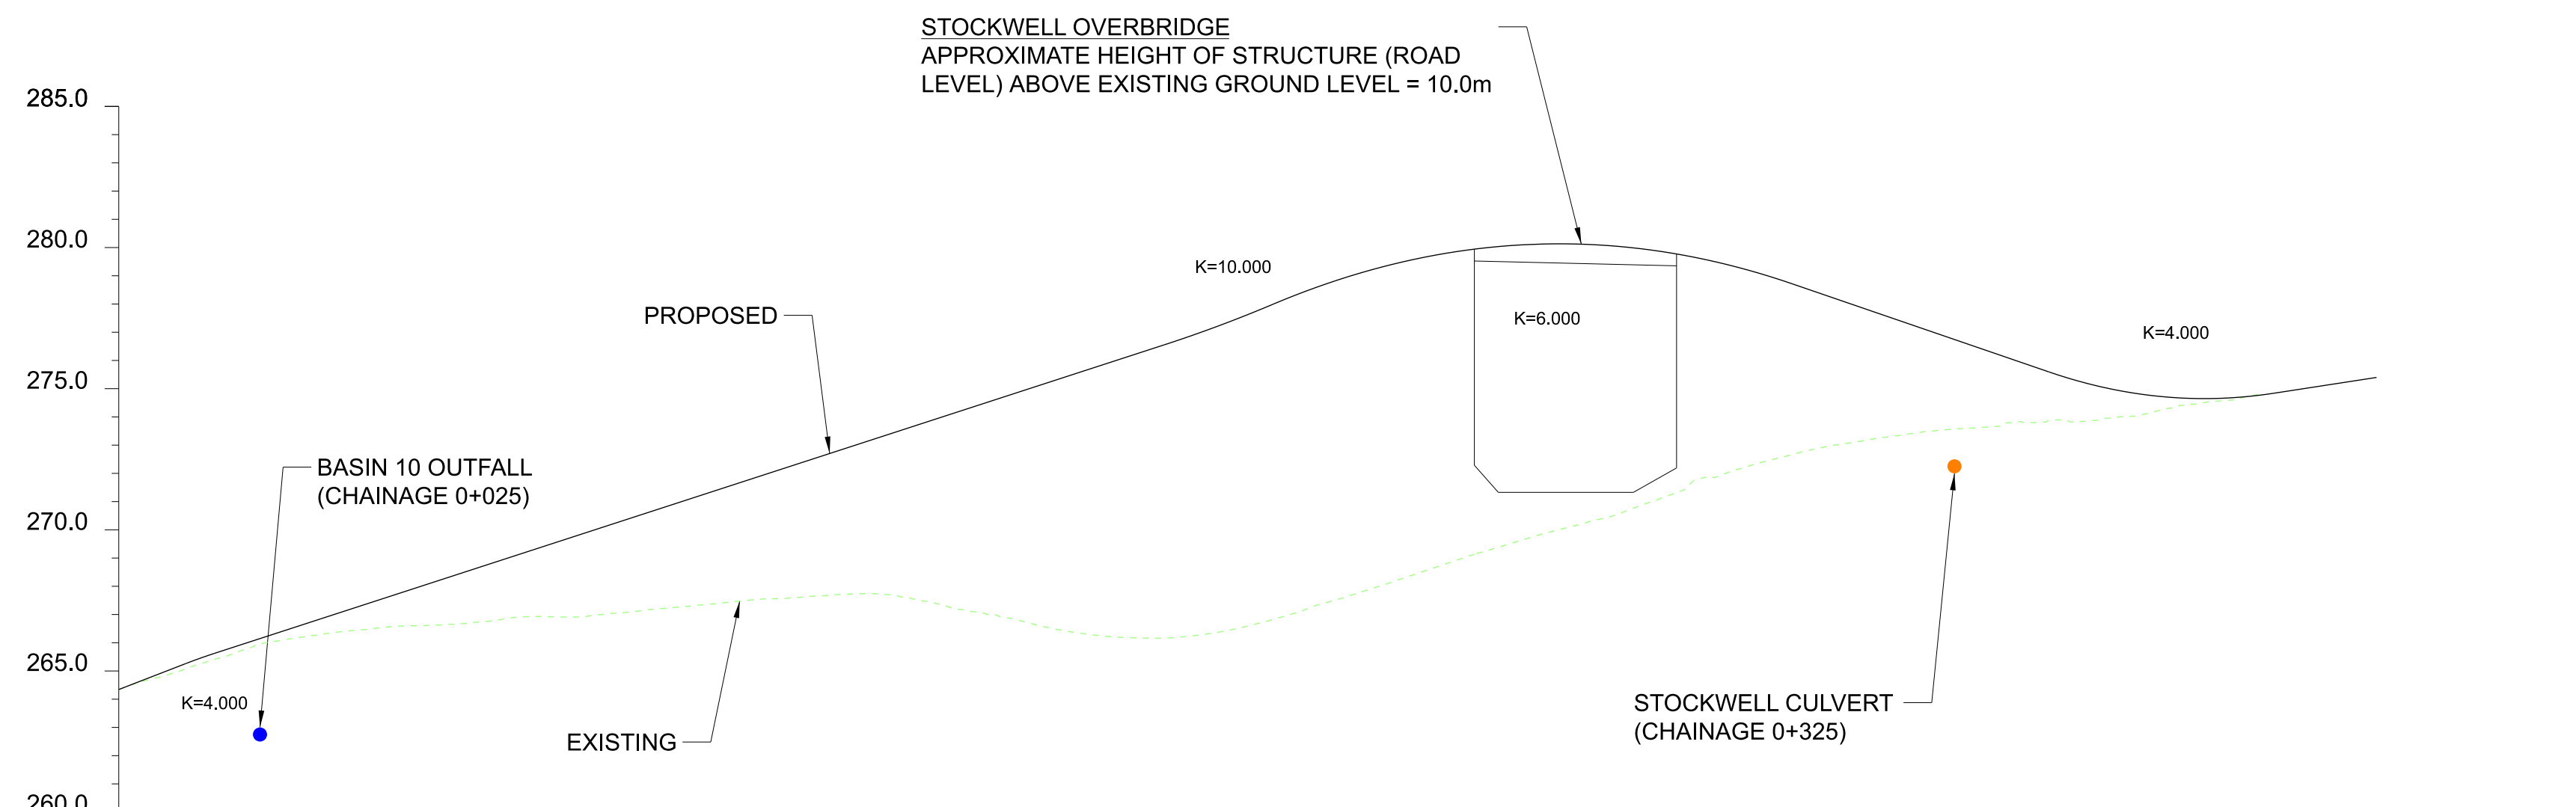 STOCKWELL OVERBRIDGE
APPROXIMATE HEIGHT OF STRUCTURE (ROAD
LEVEL) ABOVE EXISTING GROUND LEVEL = 10.0m
285.0
280.0
K=10.000
PROPOSED
K=6.000
K=4.000
275.0
BASIN 10 OUTFALL
(CHAINAGE 0+025)
270.0
265.0
K=4.000
STOCKWELL CULVERT
(CHAINAGE 0+325)
EXISTING
260.0